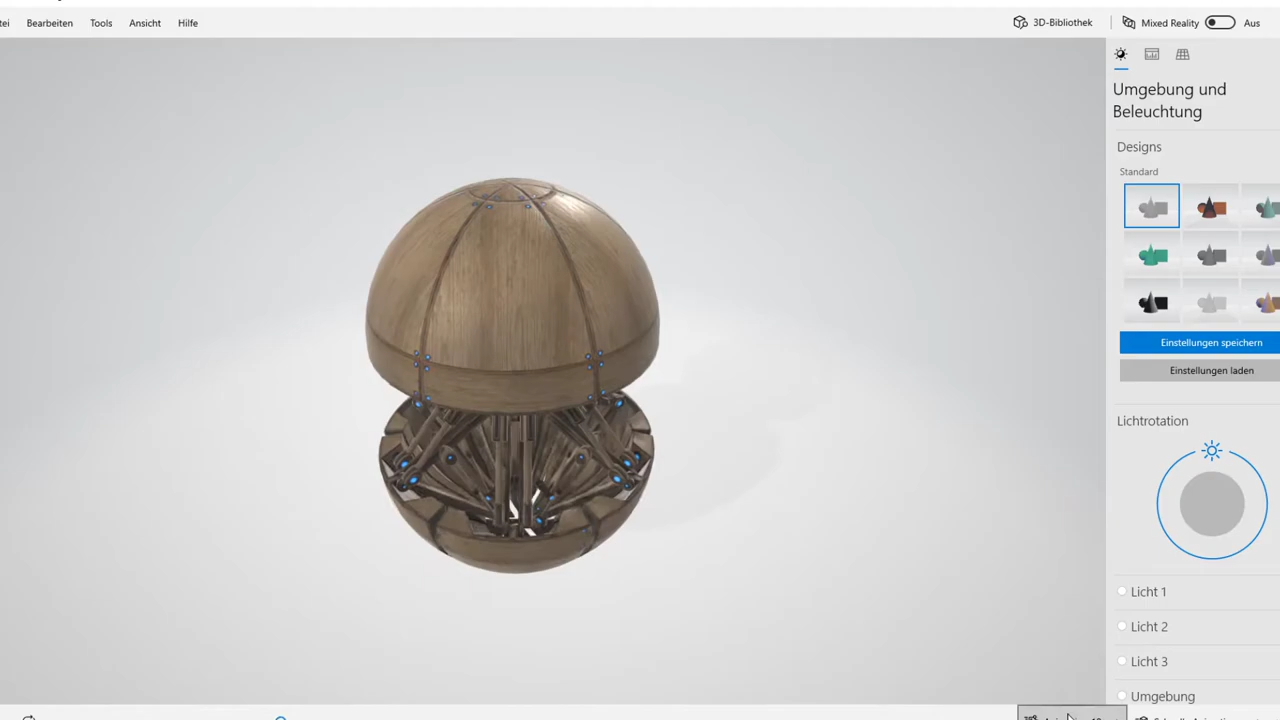 tei Bearbeiten Tools Ansicht Hilfe 3D-Bibliothek Mixed Reality Aus
Umgebung und
Beleuchtung
Designs
Standard
Einstellungen speichern
Einstellungen laden
Lichtrotation
Licht 1
Licht 2
Licht 3
Umgebung